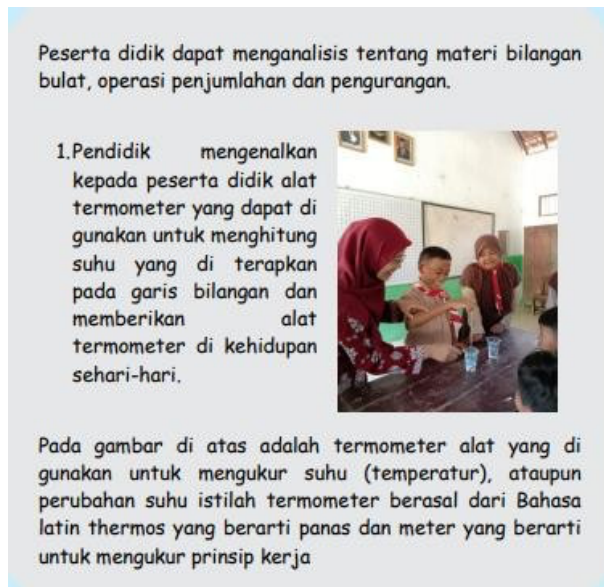 Peserta didik dapat menganalisis tentang materi bilangan
bulat, operasi penjumlahan dan pengurangan.
1.Pendidik mengenalkan
kepada peserta didik alat
termometer yang dapat di
gunakan untuk menghitung
suhu yang di terapkan
pada garis bilangan dan
memberikan alat
termometer di kehidupan
sehari-hari.
Pada gambar di atas adalah termometer alat yang di
gunakan untuk mengukur suhu (temperatur), ataupun
perubahan suhu istilah termometer berasal dari Bahasa
latin thermos yang berarti panas dan meter yang berarti
untuk mengukur prinsip kerja